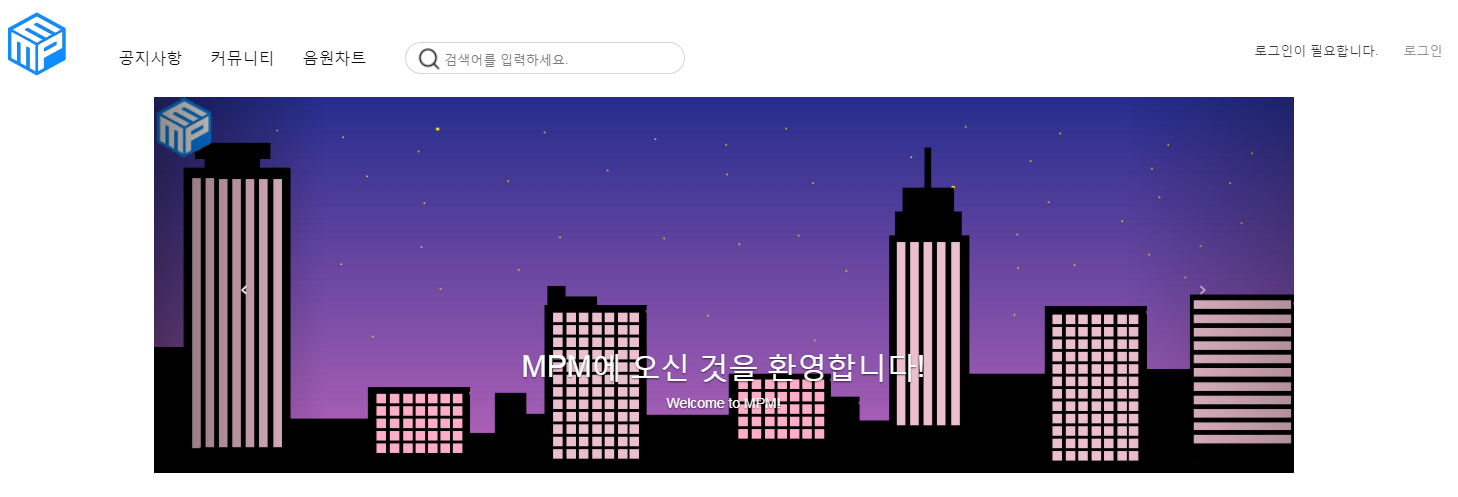 MPM
공지사항 커뮤니티 음원차트 검색어를 입력하세요. 로그인이 필요합니다. 로그인
MPM
MPM에 오신 것을 환영합니다!
Welcome to MPM!